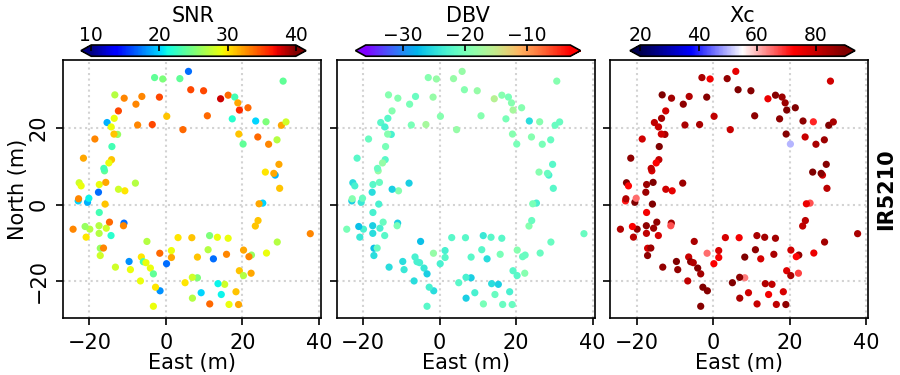 SNR DBV Xc
10 20 30 40 −30 −20 −10 20 40 60 80
North (m)
20
0
−20
IR5210
−20 0 20 40 −20 0 20 40 −20 0 20 40
East (m) East (m) East (m)